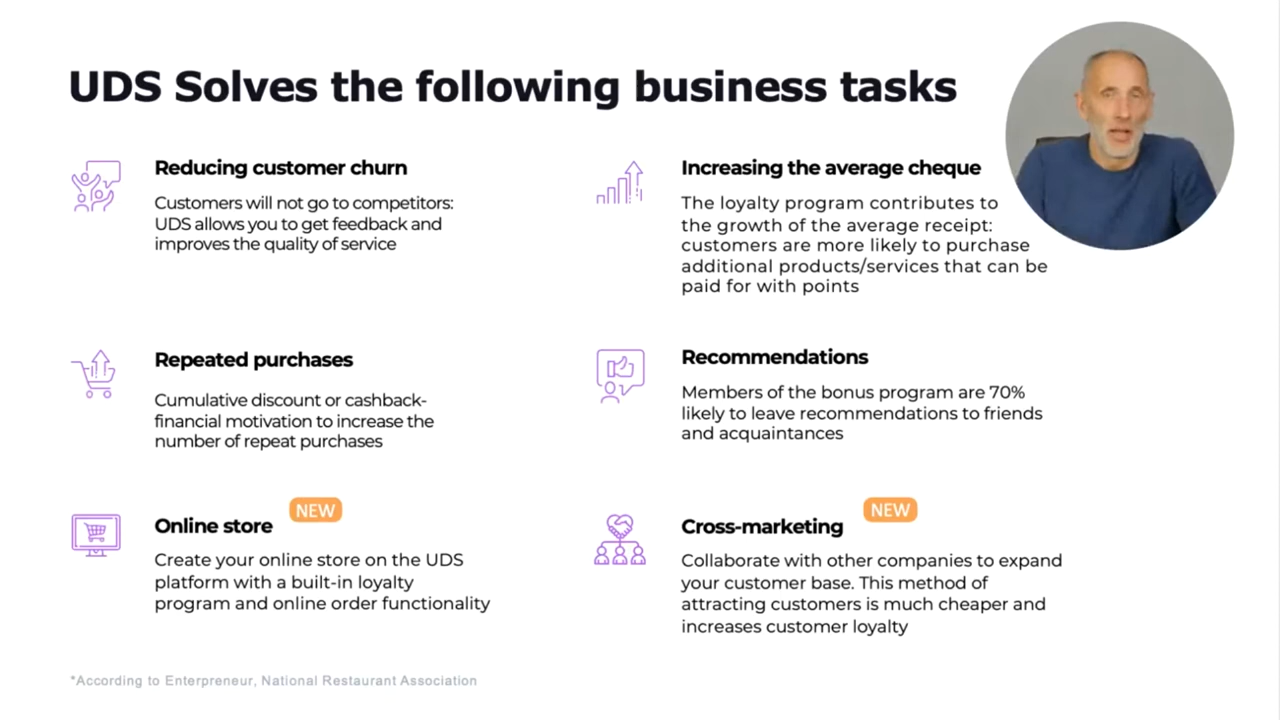 UDS Solves the following business tasks
Reducing customer churn
Customers will not go to competitors:
UDS allows you to get feedback and
improves the quality of service
Increasing the average cheque
The loyalty program contributes to
the growth of the average receipt:
customers are more likely to purchase
additional products/services that can be
paid for with points
Repeated purchases
Cumulative discount or cashback-
financial motivation to increase the
number of repeat purchases
Recommendations
Members of the bonus program are 70%
likely to leave recommendations to friends
and acquaintances
NEW
Online store
Create your online store on the UDS
platform with a built-in loyalty
program and online order functionality
NEW
Cross-marketing
Collaborate with other companies to expand
your customer base. This method of
attracting customers is much cheaper and
increases customer loyalty
*According to Enterpreneur, National Restaurant Association